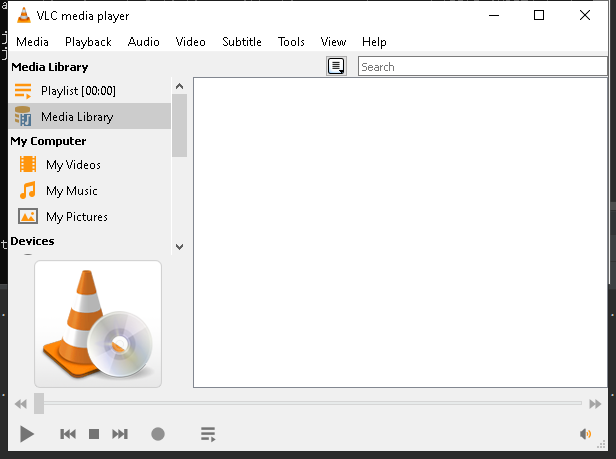 VLC media player
Media Playback Audio Video Subtitle Tools View Help
Media Library
Search
Playlist [00:00]
Media Library
My Computer
My Videos
My Music
My Pictures
Devices